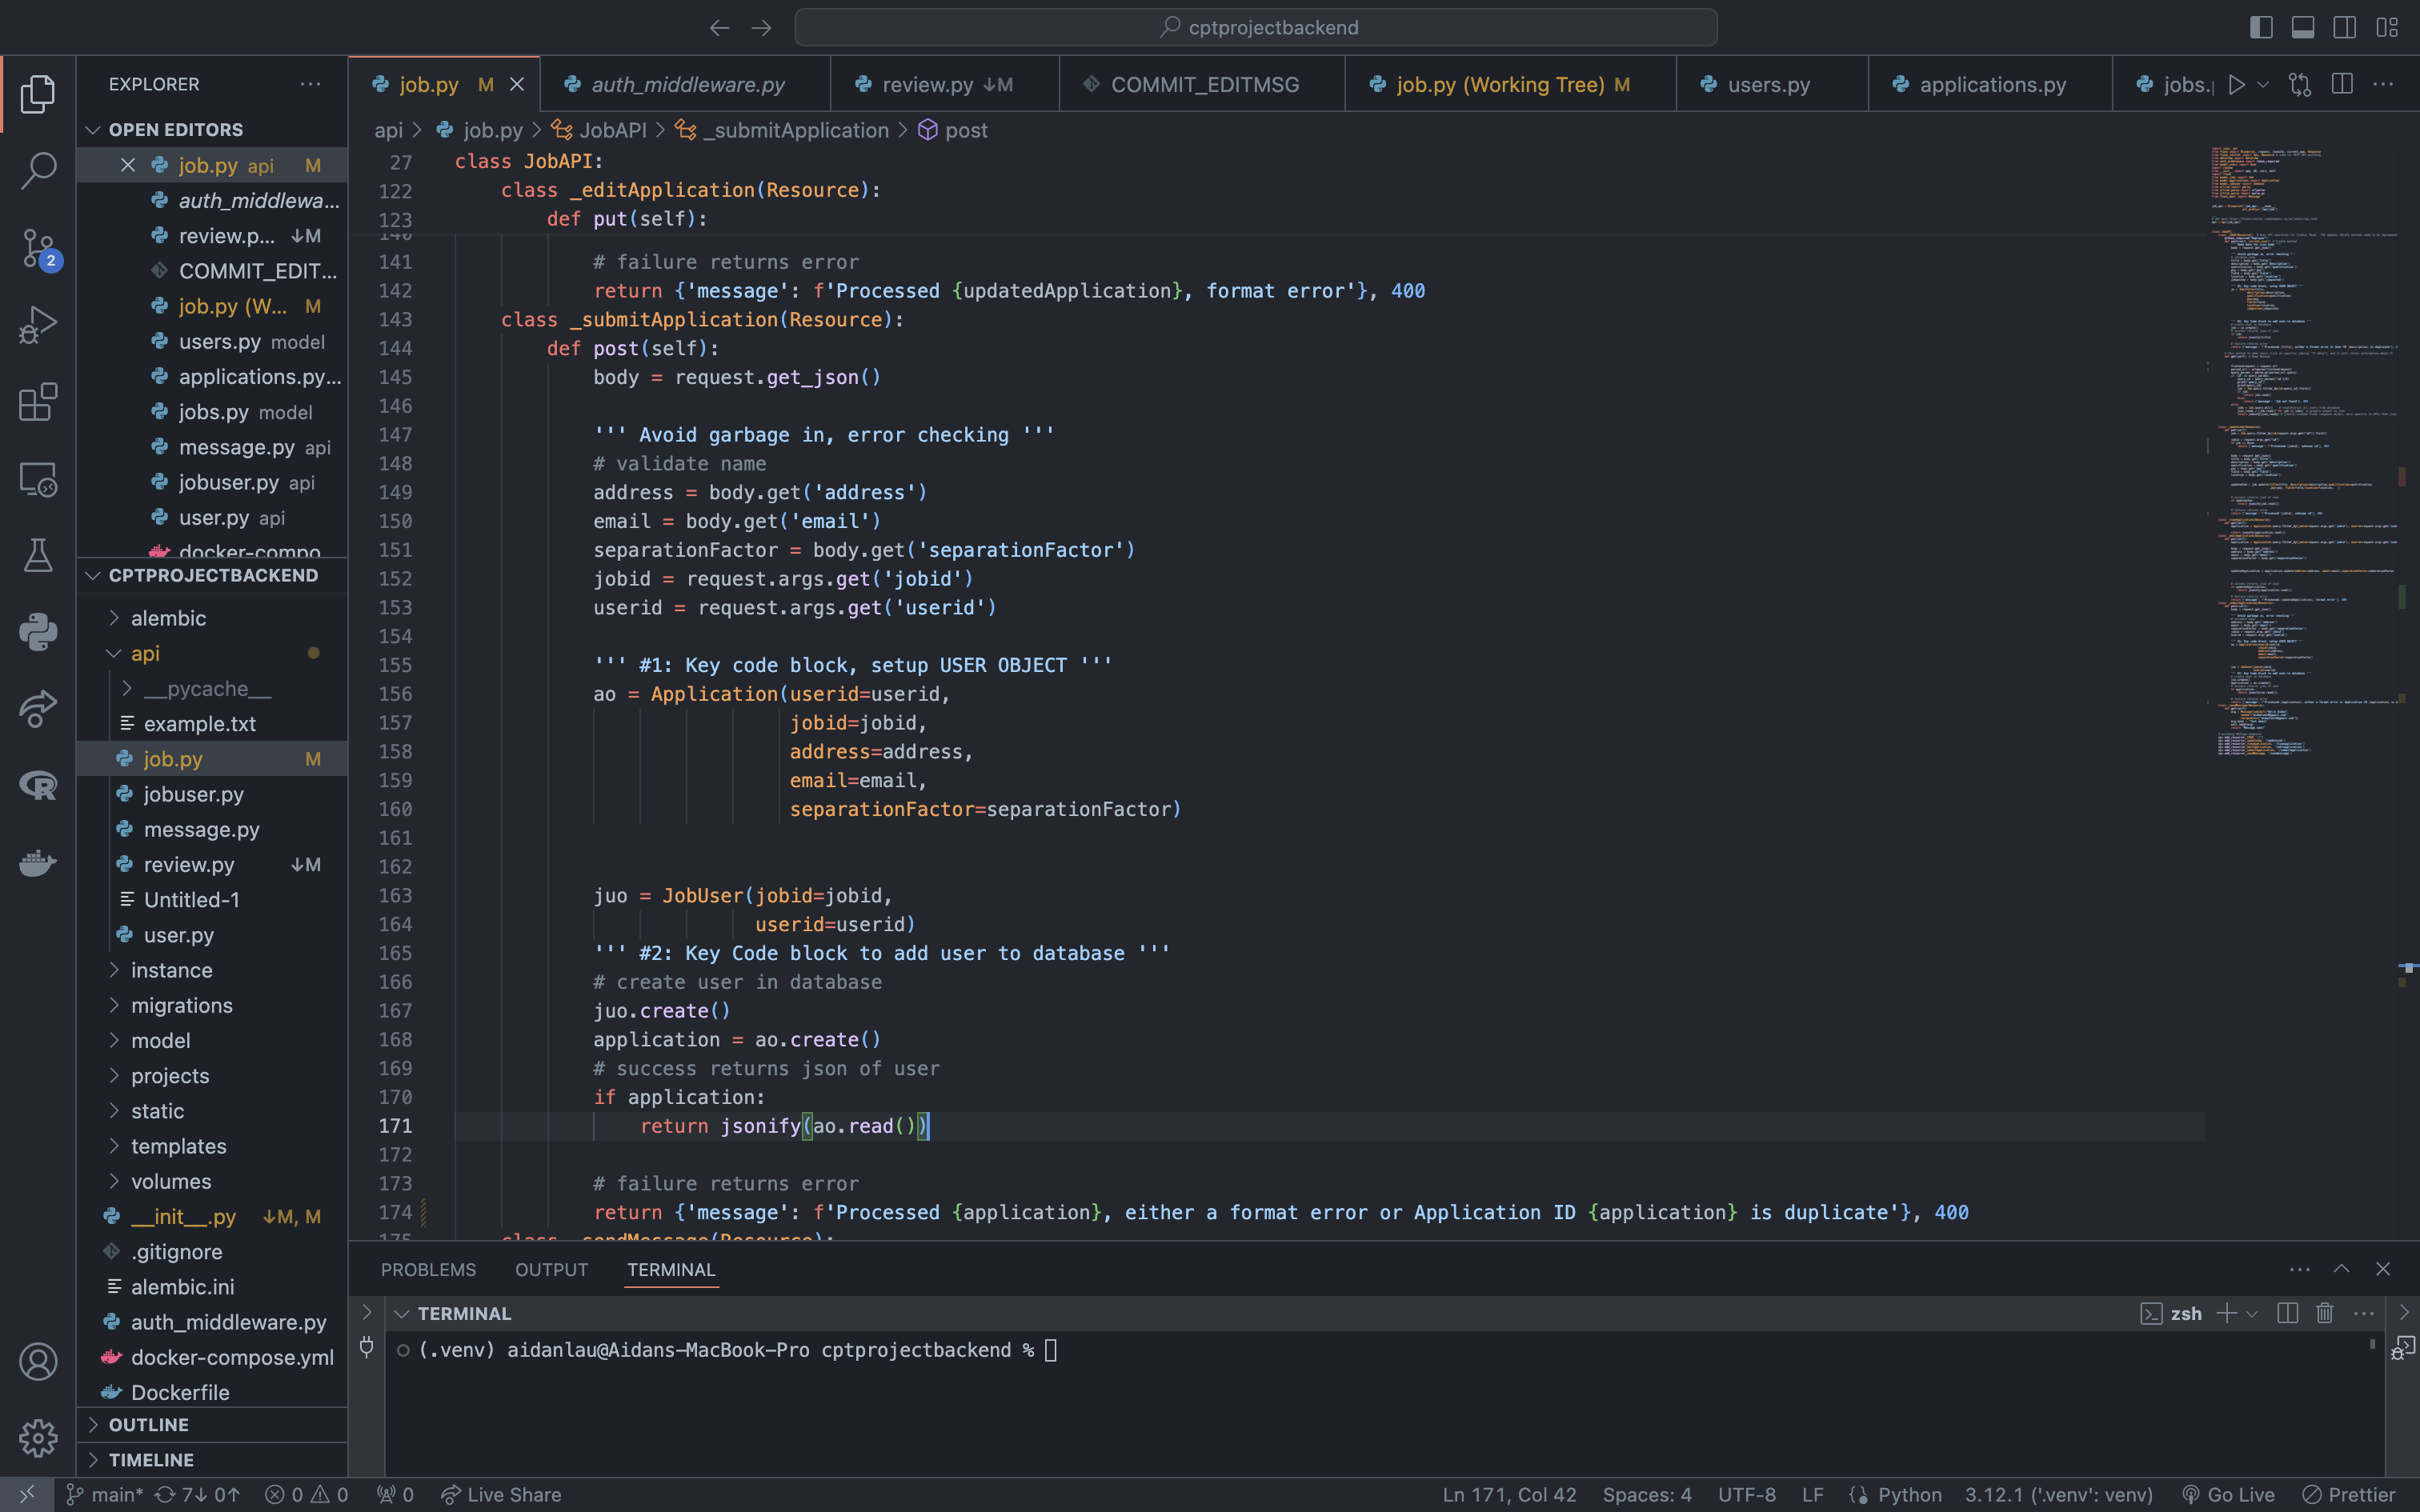 cptprojectbackend
EXPLORER
OPEN EDITORS
job.py api M
auth_middlewa...
review.p... ↓M
COMMIT_EDIT...
job.py (W... M
users.py model
applications.py...
jobs.py model
message.py api
jobuser.py api
user.py api
docker-compo
CPTPROJECTBACKEND
alembic
api
__pycache__
example.txt
job.py M
jobuser.py
message.py
review.py ↓M
Untitled-1
user.py
instance
migrations
model
projects
static
templates
volumes
__init__.py ↓M, M
.gitignore
alembic.ini
auth_middleware.py
docker-compose.yml
Dockerfile
OUTLINE
TIMELINE
2
job.py M auth_middleware.py review.py ↓M COMMIT_EDITMSG job.py (Working Tree) M users.py applications.py jobs.
api > job.py > JobAPI > _submitApplication > post
27 class JobAPI:
122 class _editApplication(Resource):
123 def put(self):
140
141 # failure returns error
142 return {'message': f'Processed {updatedApplication}, format error'}, 400
143 class _submitApplication(Resource):
144 def post(self):
145 body = request.get_json()
146
147 ''' Avoid garbage in, error checking '''
148 # validate name
149 address = body.get('address')
150 email = body.get('email')
151 separationFactor = body.get('separationFactor')
152 jobid = request.args.get('jobid')
153 userid = request.args.get('userid')
154
155 ''' #1: Key code block, setup USER OBJECT '''
156 ao = Application(userid=userid,
157 jobid=jobid,
158 address=address,
159 email=email,
160 separationFactor=separationFactor)
161
162
163 juo = JobUser(jobid=jobid,
164 userid=userid)
165 ''' #2: Key Code block to add user to database '''
166 # create user in database
167 juo.create()
168 application = ao.create()
169 # success returns json of user
170 if application:
171 return jsonify(ao.read())
172
173 # failure returns error
174 return {'message': f'Processed {application}, either a format error or Application ID {application} is duplicate'}, 400
175 class _sendMessage(Resource):
PROBLEMS OUTPUT TERMINAL
TERMINAL
zsh
(.venv) aidanlau@Aidans-MacBook-Pro cptprojectbackend %
main* 7↓ 0↑ 0 0 0 Live Share
Ln 171, Col 42 Spaces: 4 UTF-8 LF Python 3.12.1 ('.venv': venv) Go Live Prettier